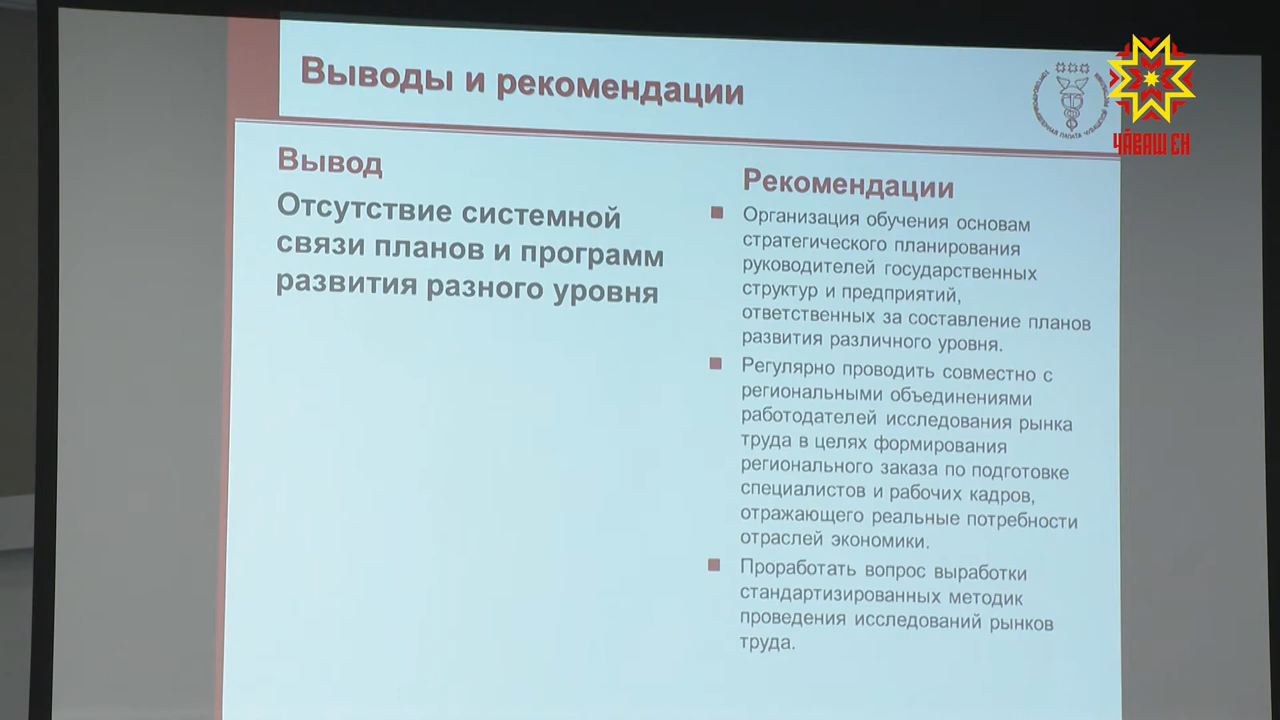 Выводы и рекомендации
ЧӐВАШ ЕН
Вывод
Отсутствие системной
связи планов и программ
развития разного уровня
Рекомендации
Организация обучения основам
стратегического планирования
руководителей государственных
структур и предприятий,
ответственных за составление планов
развития различного уровня.
Регулярно проводить совместно с
региональными объединениями
работодателей исследования рынка
труда в целях формирования
регионального заказа по подготовке
специалистов и рабочих кадров,
отражающего реальные потребности
отраслей экономики.
Проработать вопрос выработки
стандартизированных методик
проведения исследований рынков
труда.